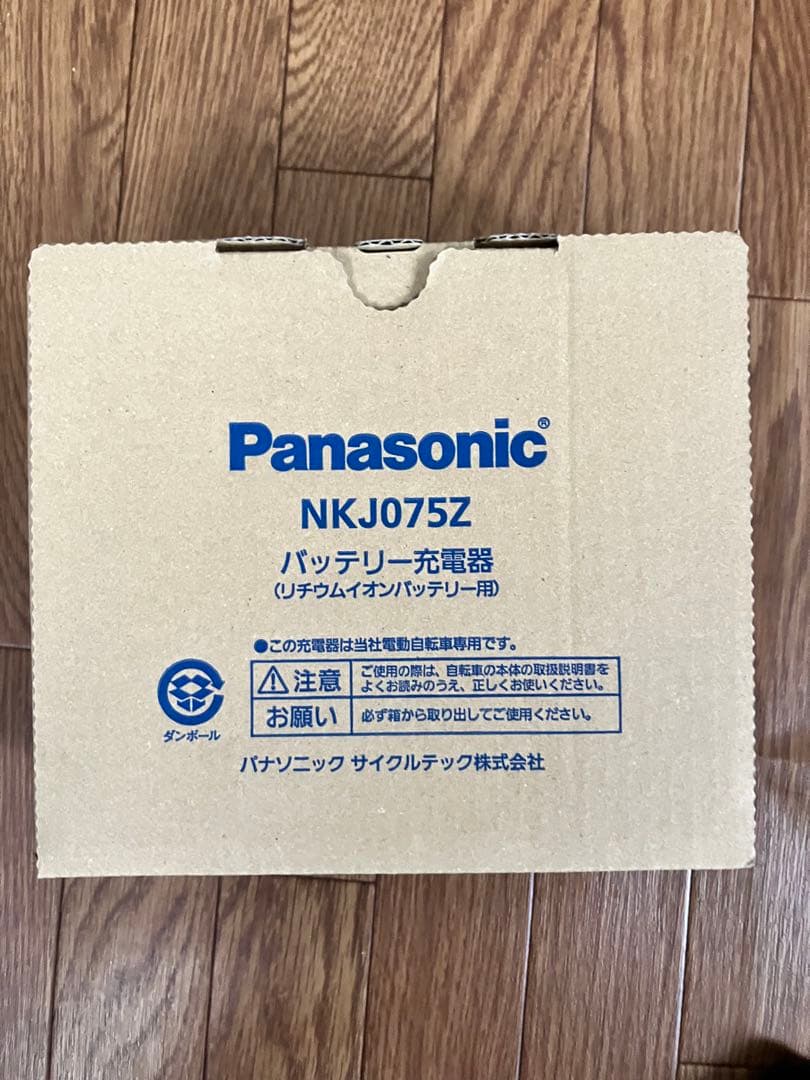 Panasonic®
NKJ075Z
バッテリー充電器
(リチウムイオンバッテリー用)
●この充電器は当社電動自転車専用です。
注意 ご使用の際は、自転車の本体の取扱説明書を
よくお読みのうえ、正しくお使いください。
お願い 必ず箱から取り出してご使用ください。
ダンボール
パナソニック サイクルテック株式会社